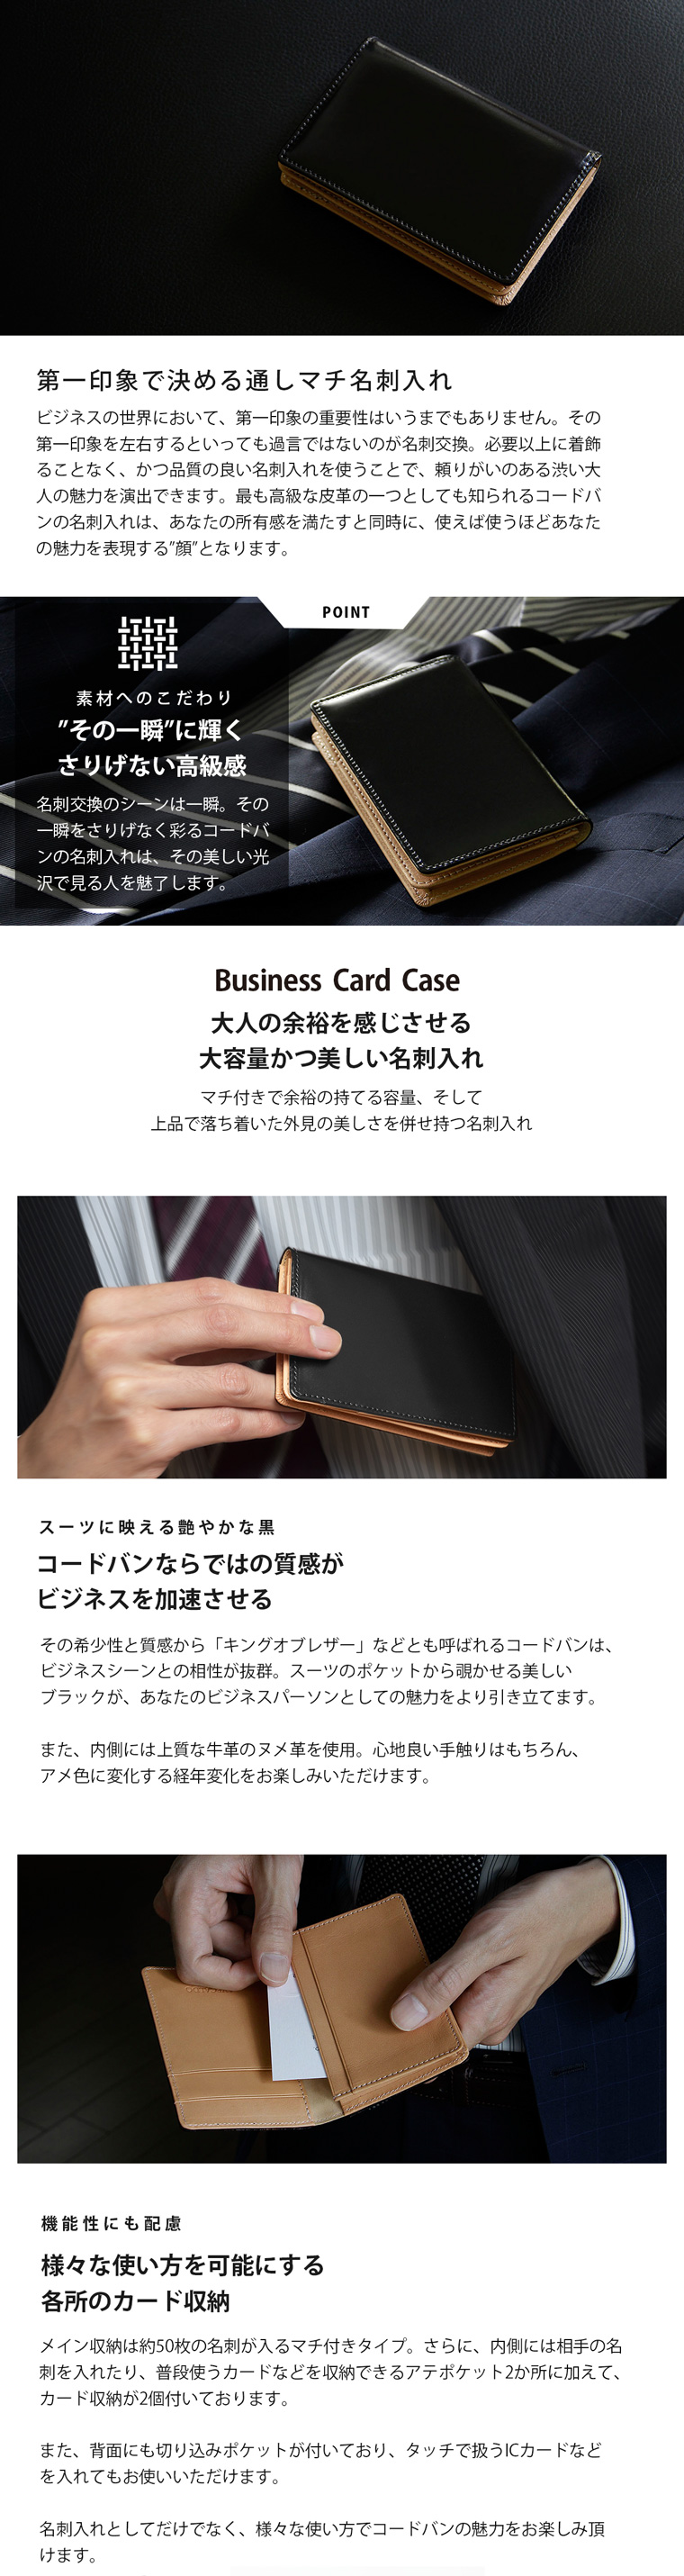 第一印象で決める通しマチ名刺入れ
ビジネスの世界において、第一印象の重要性はいうまでもありません。その
第一印象を左右するといっても過言ではないのが名刺交換。必要以上に着飾
ることなく、かつ品質の良い名刺入れを使うことで、頼りがいのある渋い大
人の魅力を演出できます。最も高級な皮革の一つとしても知られるコードバ
ンの名刺入れは、あなたの所有感を満たすと同時に、使えば使うほどあなた
の魅力を表現する”顔”となります。
POINT
素材へのこだわり
”その一瞬”に輝く
さりげない高級感
名刺交換のシーンは一瞬。その
一瞬をさりげなく彩るコードバ
ンの名刺入れは、その美しい光
沢で見る人を魅了します。
Business Card Case
大人の余裕を感じさせる
大容量かつ美しい名刺入れ
マチ付きで余裕の持てる容量、そして
上品で落ち着いた外見の美しさを併せ持つ名刺入れ
スーツに映える艶やかな黒
コードバンならではの質感が
ビジネスを加速させる
その希少性と質感から「キングオブレザー」などとも呼ばれるコードバンは、
ビジネスシーンとの相性が抜群。スーツのポケットから覗かせる美しい
ブラックが、あなたのビジネスパーソンとしての魅力をより引き立てます。
また、内側には上質な牛革のヌメ革を使用。心地良い手触りはもちろん、
アメ色に変化する経年変化をお楽しみいただけます。
機能性にも配慮
様々な使い方を可能にする
各所のカード収納
メイン収納は約50枚の名刺が入るマチ付きタイプ。さらに、内側には相手の名
刺を入れたり、普段使うカードなどを収納できるアテポケット2か所に加えて、
カード収納が2個付いております。
また、背面にも切り込みポケットが付いており、タッチで扱うICカードなど
を入れてもお使いいただけます。
名刺入れとしてだけでなく、様々な使い方でコードバンの魅力をお楽しみ頂
けます。